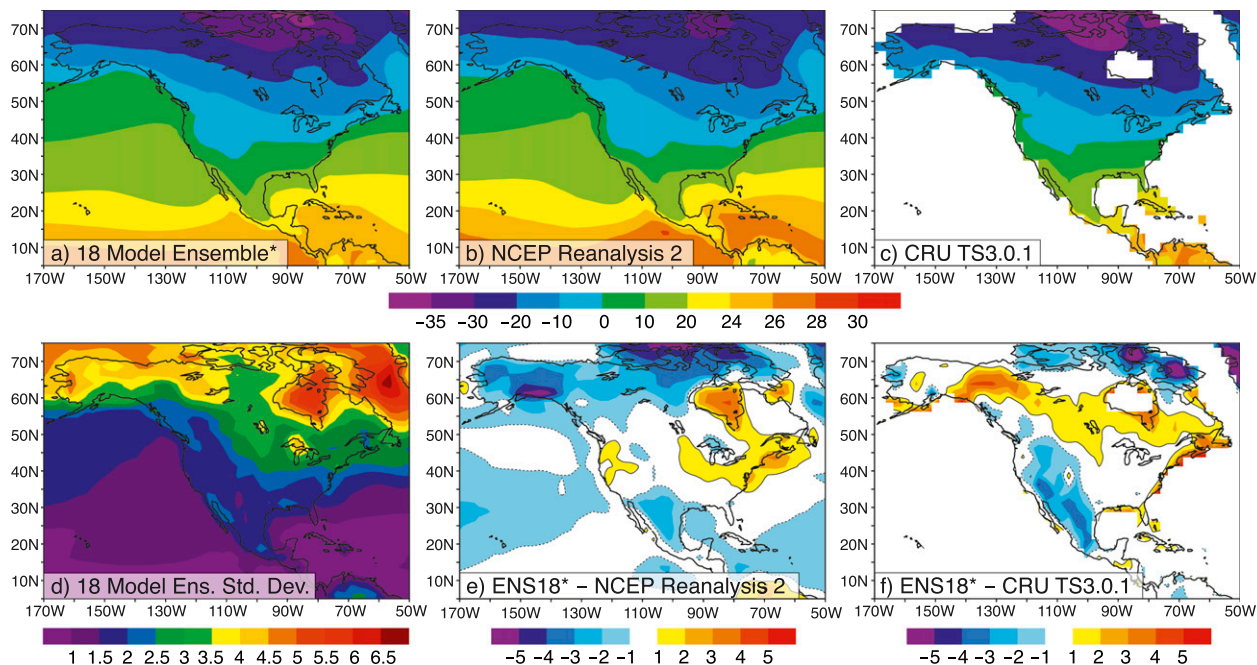 70N
60N
50N
40N
30N
20N
10N
a) 18 Model Ensemble*
170W 150W 130W 110W 90W 70W 50W
70N
60N
50N
40N
30N
20N
10N
b) NCEP Reanalysis 2
170W 150W 130W 110W 90W 70W 50W
70N
60N
50N
40N
30N
20N
10N
c) CRU TS3.0.1
170W 150W 130W 110W 90W 70W 50W
−35 −30 −20 −10 0 10 20 24 26 28 30
70N
60N
50N
40N
30N
20N
10N
d) 18 Model Ens. Std. Dev.
170W 150W 130W 110W 90W 70W 50W
1 1.5 2 2.5 3 3.5 4 4.5 5 5.5 6 6.5
70N
60N
50N
40N
30N
20N
10N
e) ENS18* − NCEP Reanalysis 2
170W 150W 130W 110W 90W 70W 50W
−5 −4 −3 −2 −1 1 2 3 4 5
70N
60N
50N
40N
30N
20N
10N
f) ENS18* − CRU TS3.0.1
170W 150W 130W 110W 90W 70W 50W
−5 −4 −3 −2 −1 1 2 3 4 5